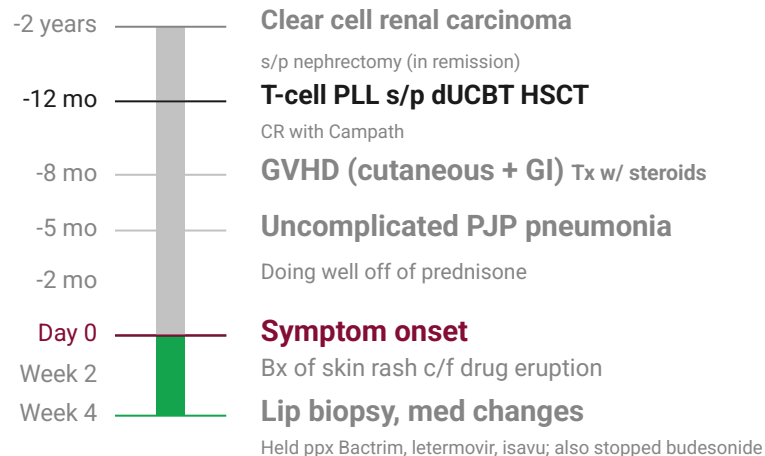 -2 years
Clear cell renal carcinoma
s/p nephrectomy (in remission)
-12 mo
T-cell PLL s/p dUCBT HSCT
CR with Campath
-8 mo
GVHD (cutaneous + GI) Tx w/ steroids
-5 mo
Uncomplicated PJP pneumonia
-2 mo
Doing well off of prednisone
Day 0
Symptom onset
Week 2
Bx of skin rash c/f drug eruption
Week 4
Lip biopsy, med changes
Held ppx Bactrim, letermovir, isavu; also stopped budesonide